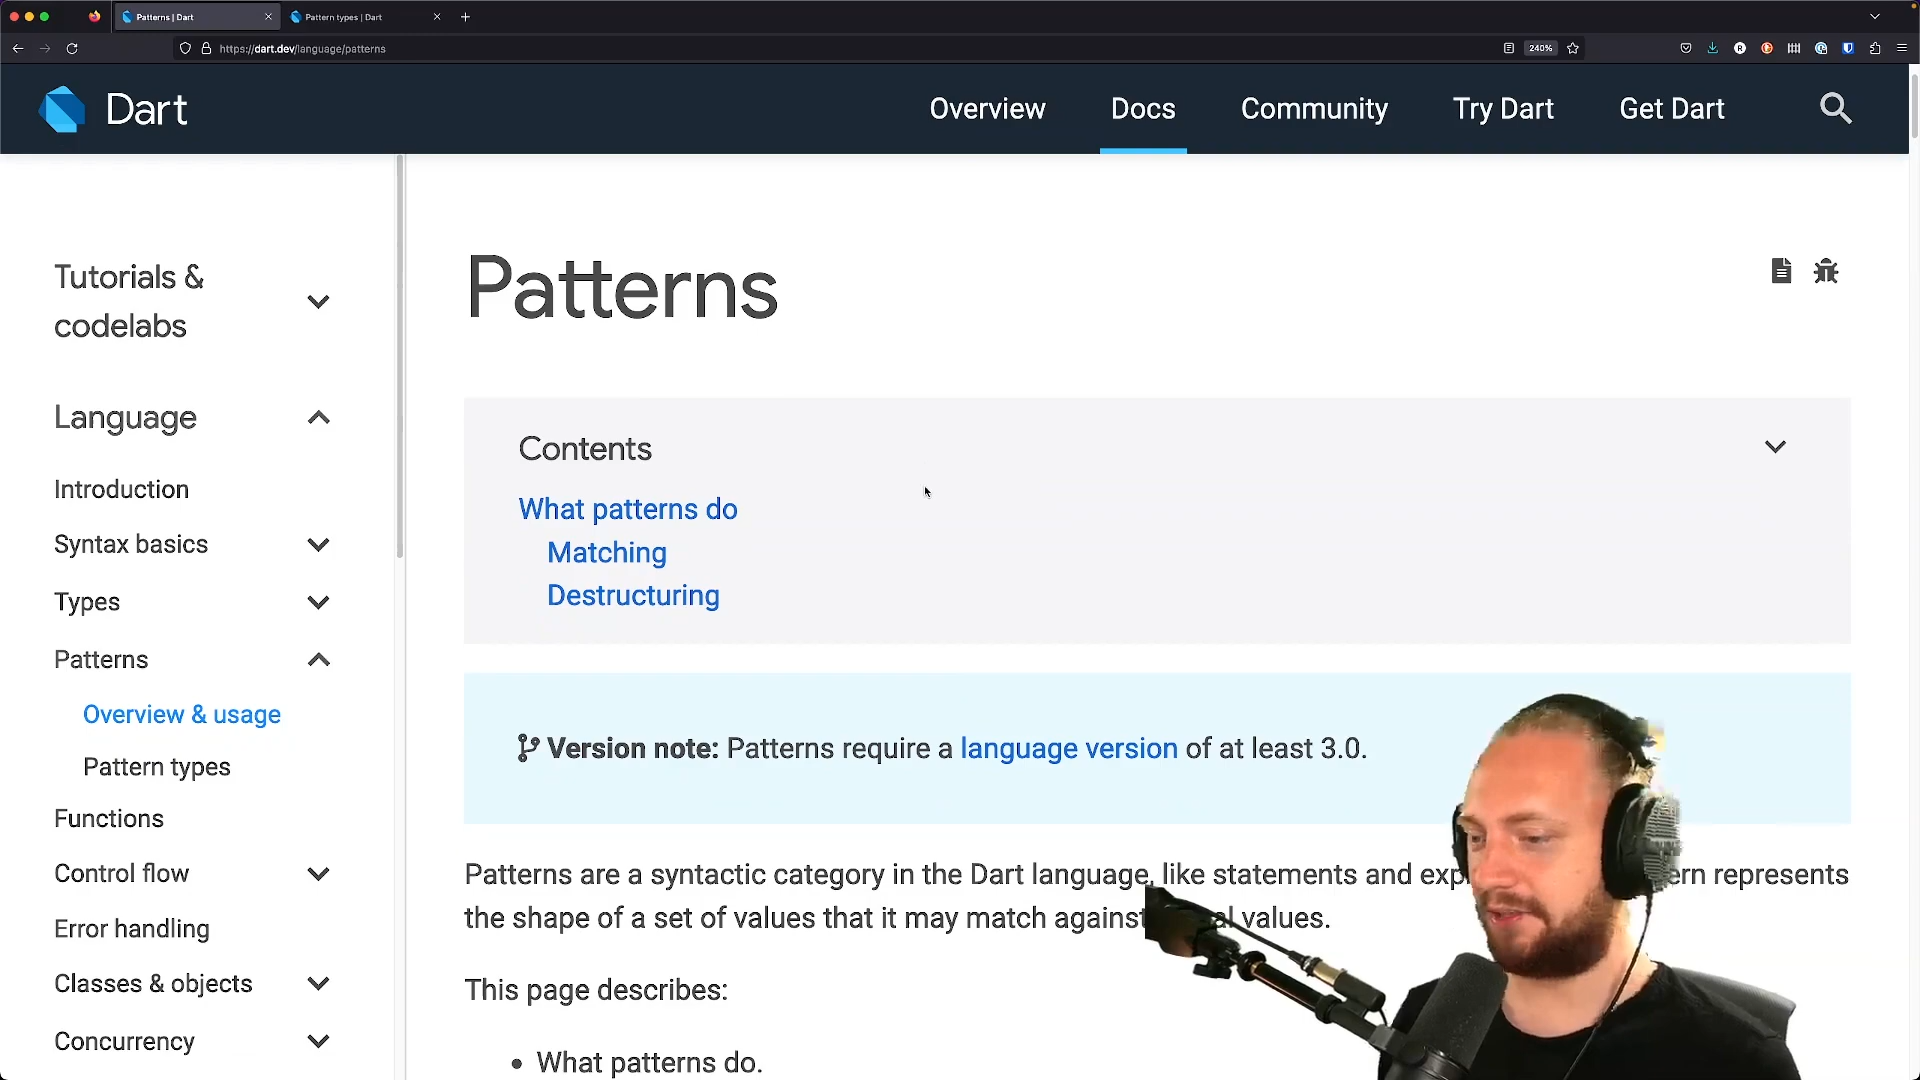 Patterns | Dart
Pattern types | Dart
https://dart.dev/language/patterns
240%
Dart
Overview
Docs
Community
Try Dart
Get Dart
Tutorials &
codelabs
Language
Introduction
Syntax basics
Types
Patterns
Overview & usage
Pattern types
Functions
Control flow
Error handling
Classes & objects
Concurrency
Patterns
Contents
What patterns do
Matching
Destructuring
Version note: Patterns require a language version of at least 3.0.
Patterns are a syntactic category in the Dart language, like statements and represents
the shape of a set of values that it may match against values.
This page describes:
• What patterns do.